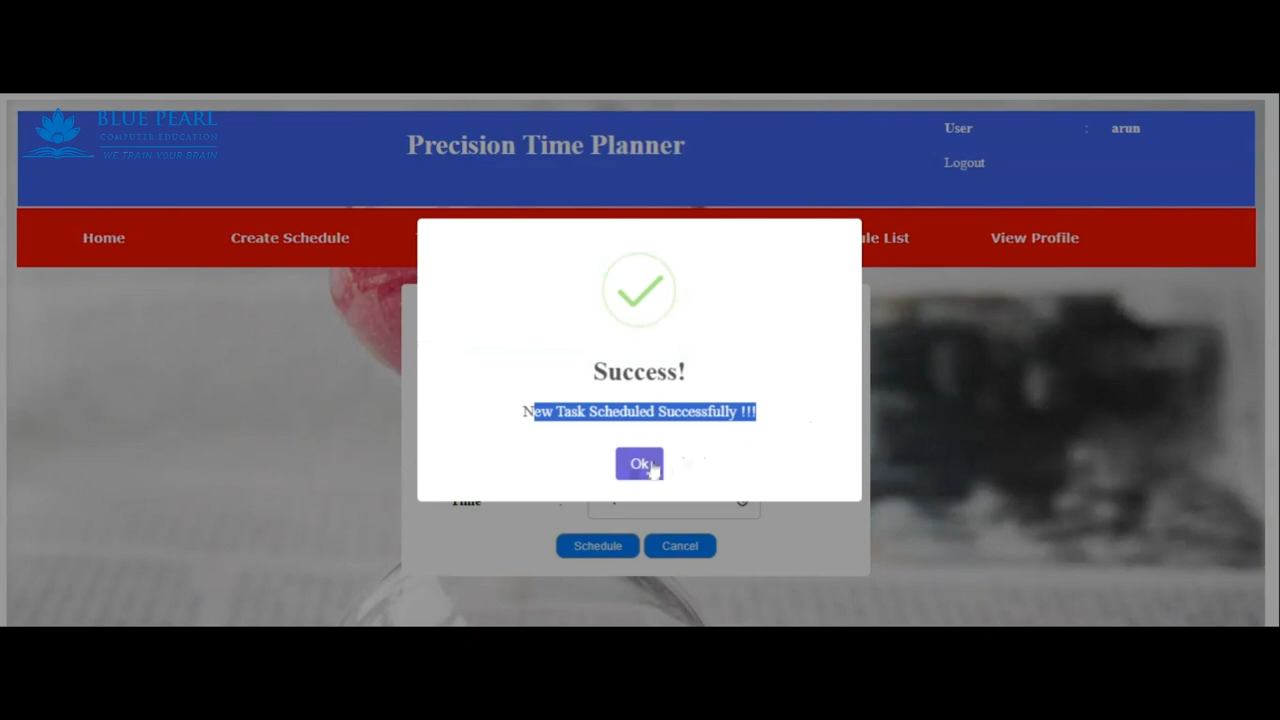 BLUE PEARL
COMPUTER EDUCATION
WE TRAIN YOUR BRAIN
Precision Time Planner
User : arun
Logout
Home Create Schedule List View Profile
Success!
New Task Scheduled Successfully !!!
Ok
Time
Schedule Cancel